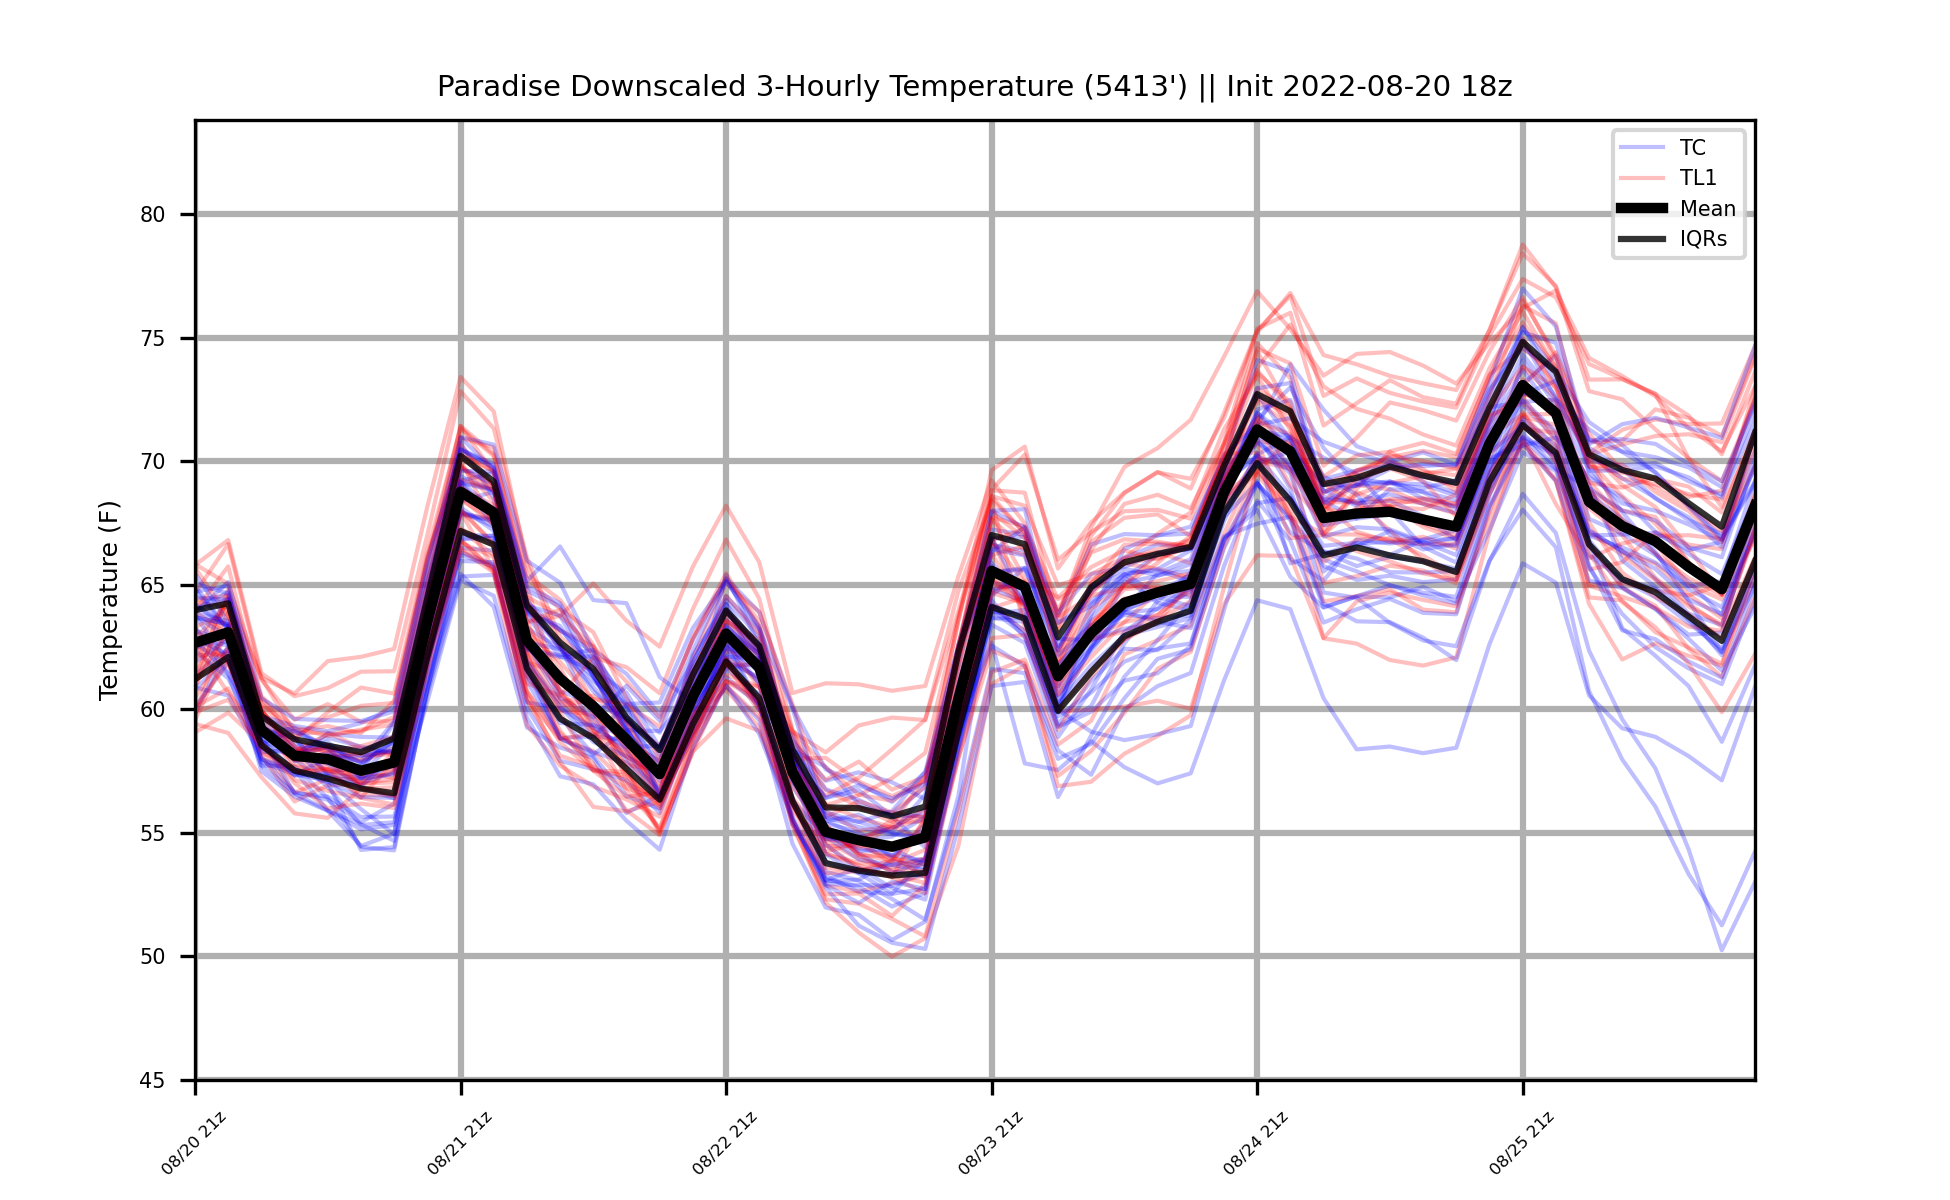 Paradise Downscaled 3-Hourly Temperature (5413') || Init 2022-08-20 18z
TC
TL1
Mean
IQRs
Temperature (F)
80
75
70
65
60
55
50
45
08/20 21z
08/21 21z
08/22 21z
08/23 21z
08/24 21z
08/25 21z